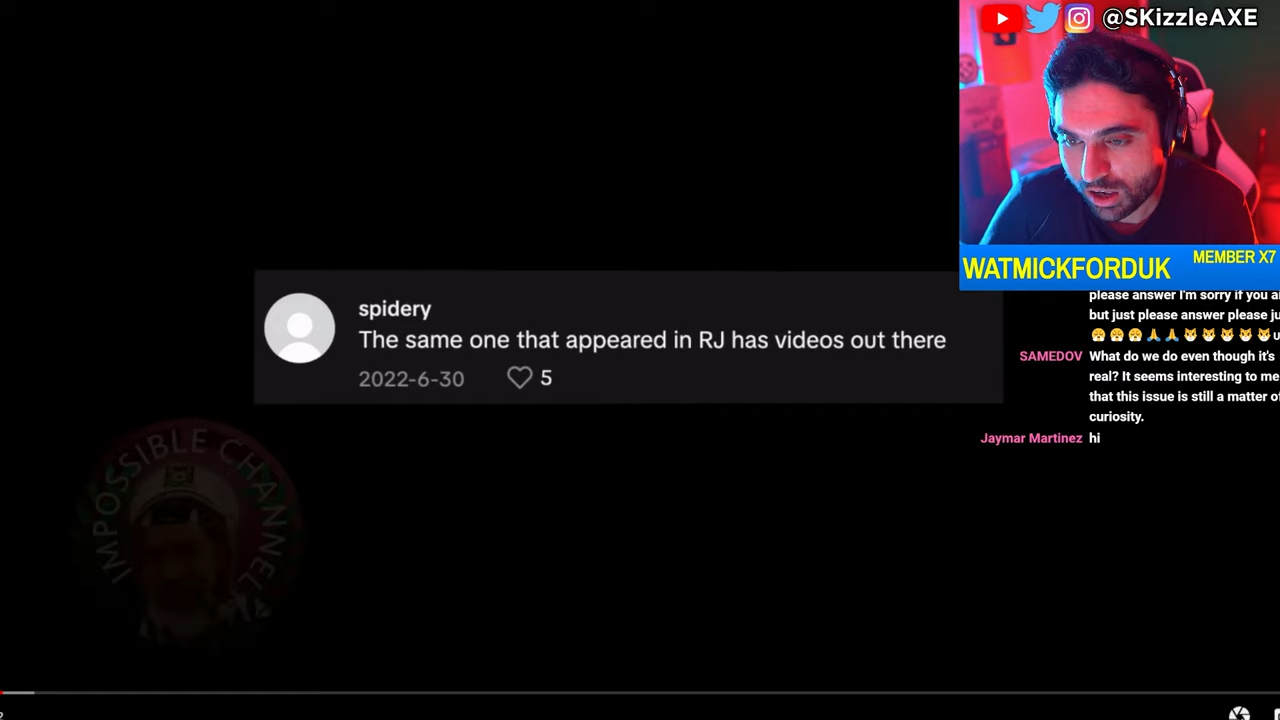 @SKizzleAXE
WATMICKFORDUK
MEMBER X7
spidery
The same one that appeared in RJ has videos out there
2022-6-30
5
please answer I'm sorry if you
but just please answer please
SAMEDOV What do we do even though it's
real? It seems interesting to me
that this issue is still a matter
curiosity.
Jaymar Martinez hi
IMPOSSIBLE CHANNEL